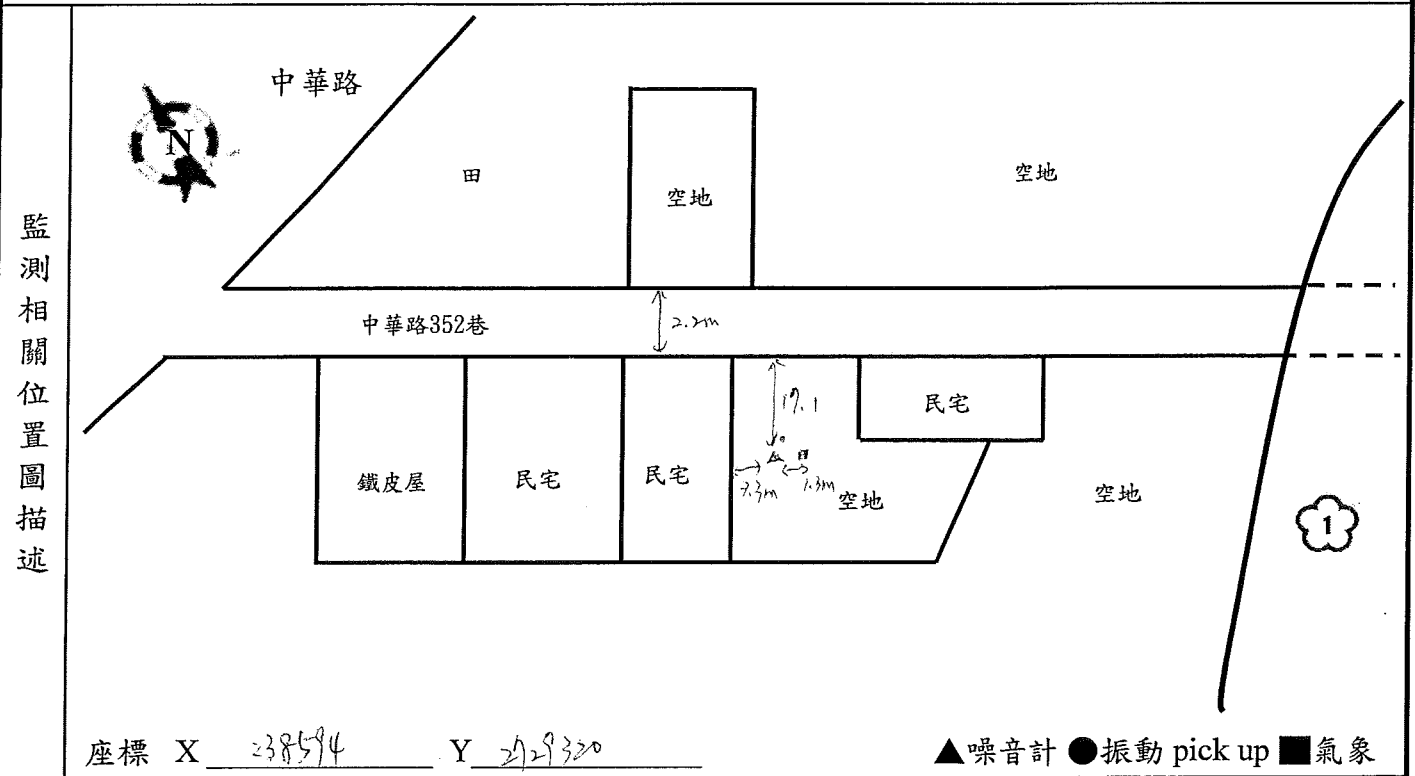 監測相關位置圖描述
中華路
N
田
空地
空地
中華路352巷
2.2m
17.1
民宅
鐵皮屋
民宅
民宅
空地
空地
1
座標 X 238594 Y 2729320
▲噪音計 ●振動 pick up ■氣象